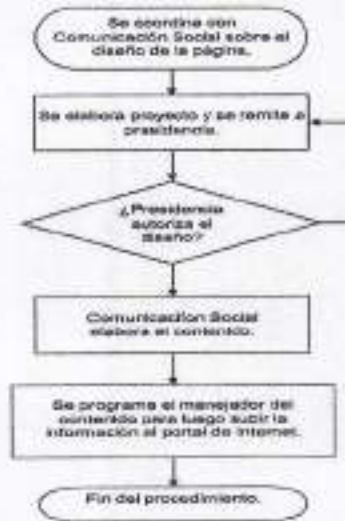 Se coordina con
Comunicación Social sobre el
diseño de la página.
Se elabora proyecto y se remite a
presidencia.
¿Presidencia
autoriza el
diseño?
Comunicación Social
elabora el contenido.
Se programa el manejador del
contenido para luego subir la
información al portal de Internet.
Fin del procedimiento.